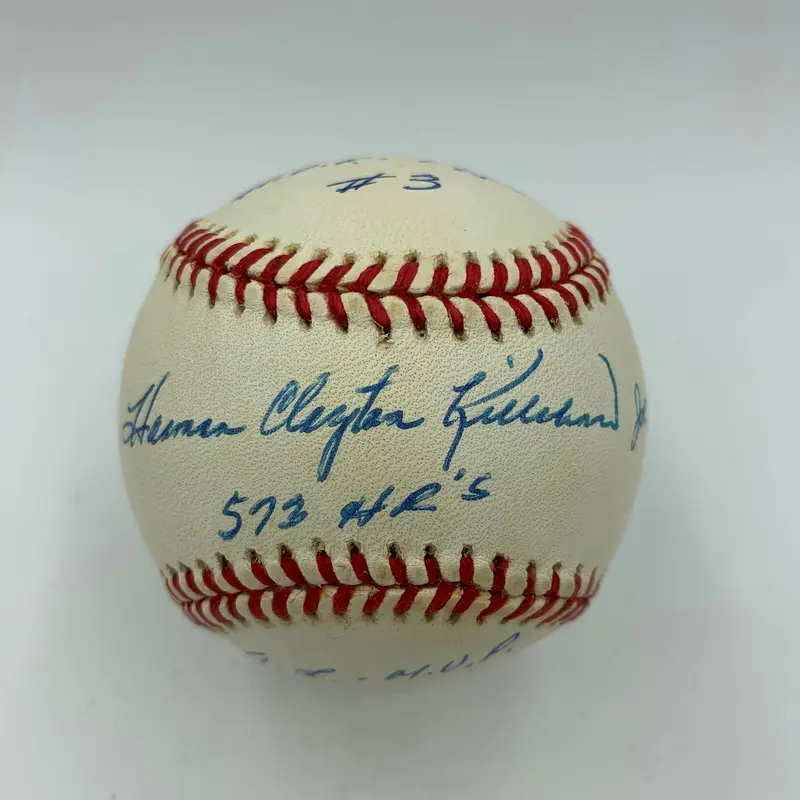 #3
Harmon Clayton Killebrew Jr
573 HR's
M.V.P.